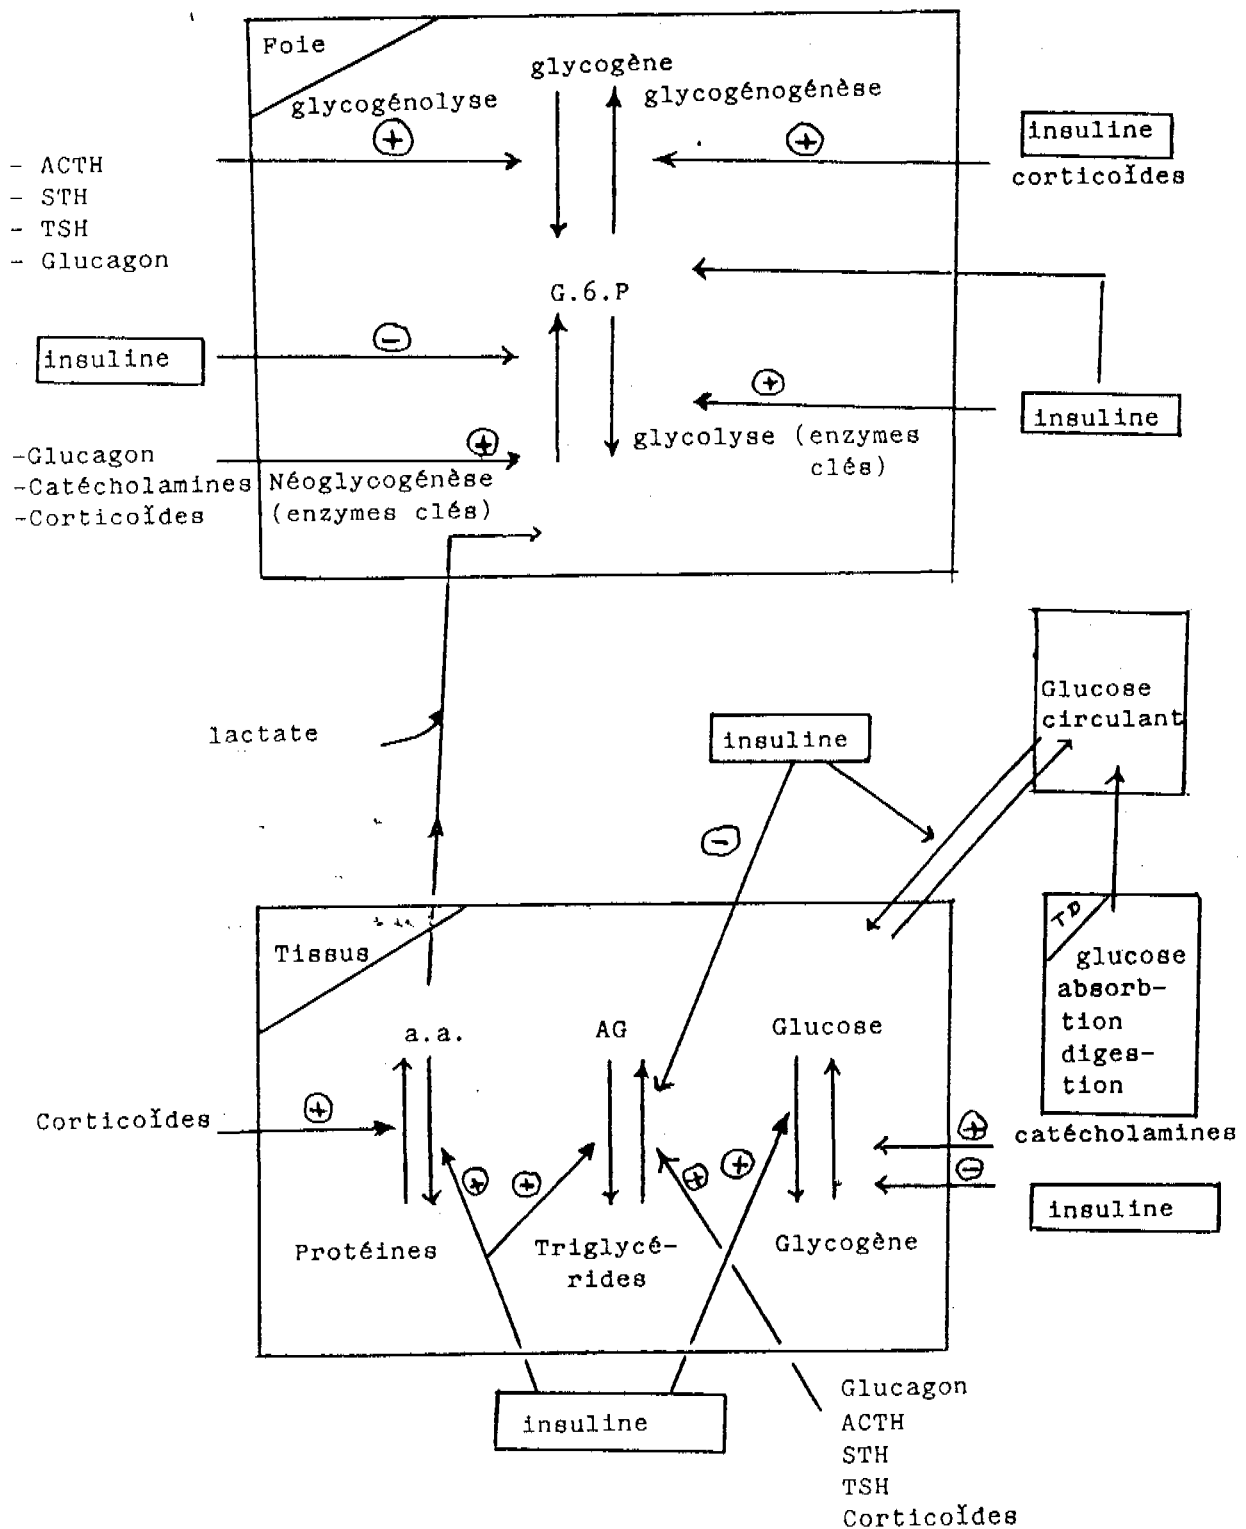 Foie
glycogène
glycogénolyse
glycogénogénèse
+
+
insuline
corticoïdes
- ACTH
- STH
- TSH
- Glucagon
G.6.P
insuline
-
+
insuline
glycolyse (enzymes
clés)
+
-Glucagon
-Catécholamines
-Corticoïdes
Néoglycogénèse
(enzymes clés)
Glucose
circulant
lactate
insuline
-
TD
glucose
absorb-
tion
diges-
tion
Tissus
a.a.
AG
Glucose
Corticoïdes
+
+
+
+
+
+
catécholamines
-
insuline
Protéines
Triglycé-
rides
Glycogène
insuline
Glucagon
ACTH
STH
TSH
Corticoïdes